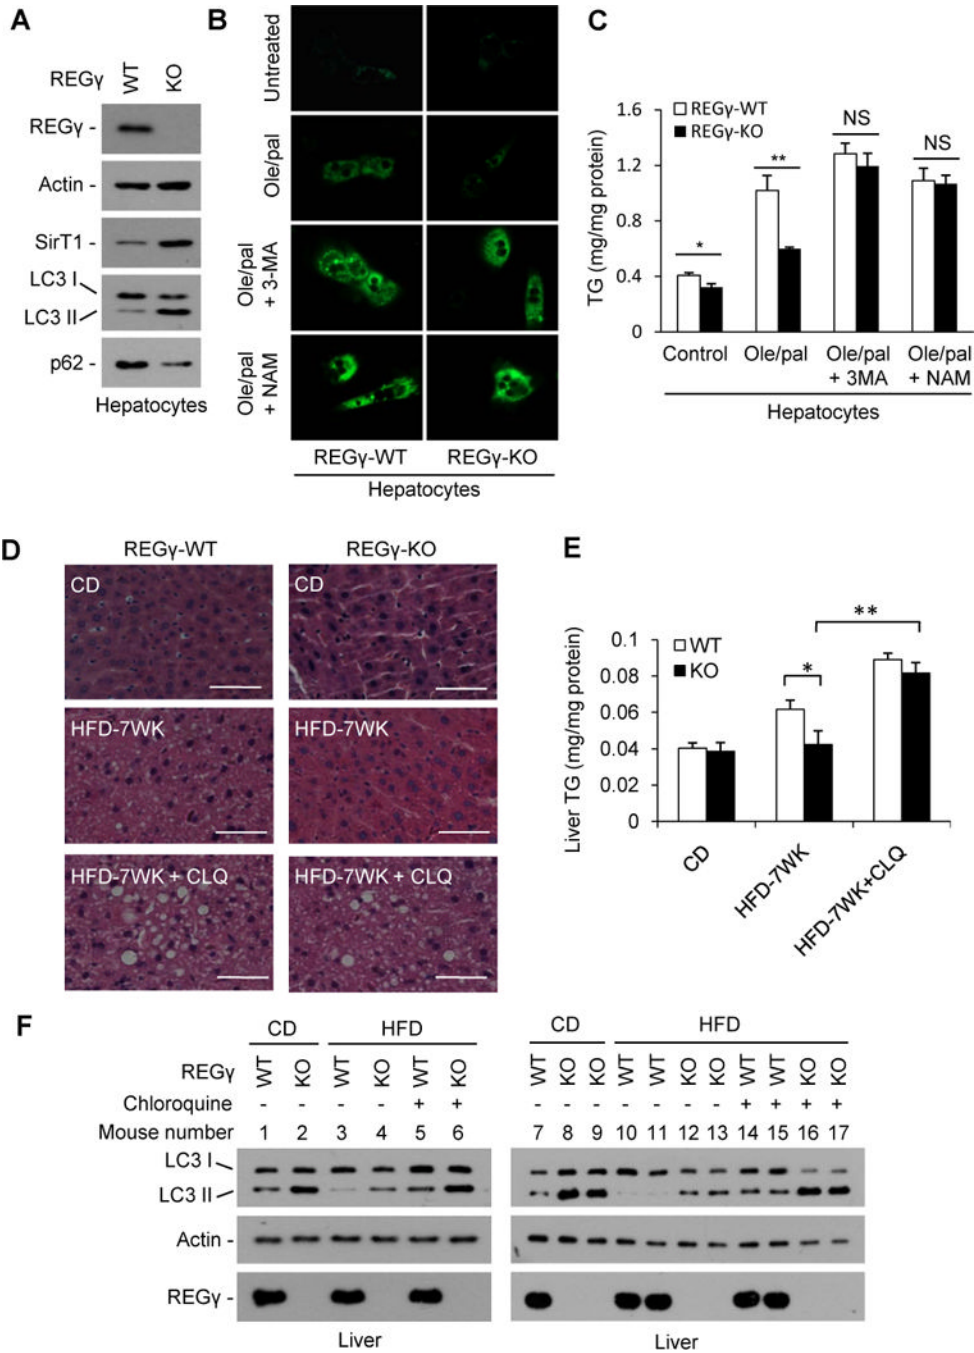 A
REGγ
WT
KO
REGγ -
Actin -
SirT1 -
LC3 I
LC3 II
p62 -
Hepatocytes
B
Untreated
Ole/pal
Ole/pal
+ 3-MA
Ole/pal
+ NAM
REGγ-WT
REGγ-KO
Hepatocytes
C
TG (mg/mg protein)
1.6
1.2
0.8
0.4
0
REGγ-WT
REGγ-KO
*
**
NS
NS
Control
Ole/pal
Ole/pal
+ 3MA
Ole/pal
+ NAM
Hepatocytes
D
REGγ-WT
REGγ-KO
CD
CD
HFD-7WK
HFD-7WK
HFD-7WK + CLQ
HFD-7WK + CLQ
E
Liver TG (mg/mg protein)
0.1
0.08
0.06
0.04
0.02
0
WT
KO
*
**
CD
HFD-7WK
HFD-7WK+CLQ
F
CD HFD
REGγ WT KO WT KO WT KO
Chloroquine - - - - + +
Mouse number 1 2 3 4 5 6
LC3 I
LC3 II
Actin -
REGγ -
Liver
CD HFD
WT KO KO WT WT KO KO WT WT KO KO
- - - - - - - + + + +
7 8 9 10 11 12 13 14 15 16 17
Liver